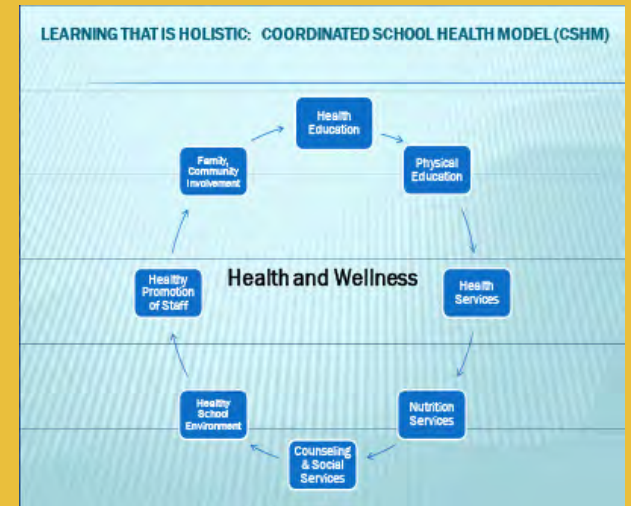 LEARNING THAT IS HOLISTIC: COORDINATED SCHOOL HEALTH MODEL (CSHM)
Health
Education
Physical
Education
Health
Services
Nutrition
Services
Counseling
& Social
Services
Healthy
School
Environment
Healthy
Promotion
of Staff
Family,
Community
Involvement
Health and Wellness